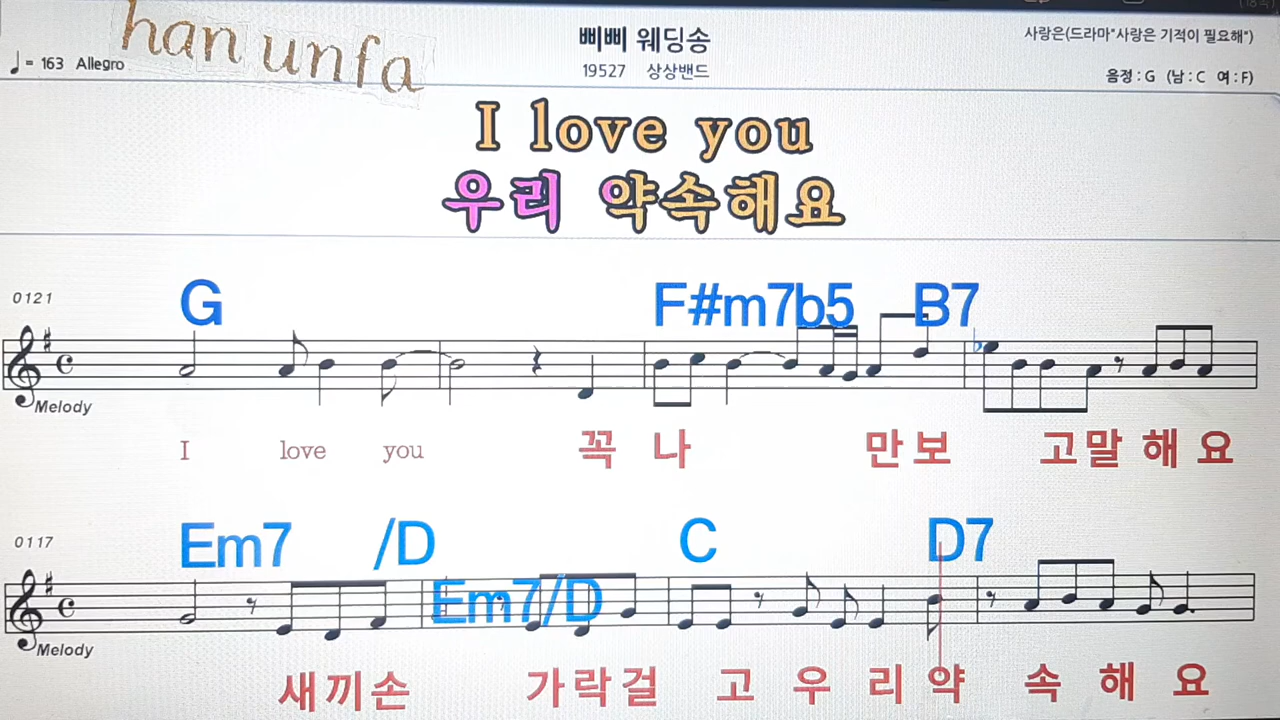 han unfa
삐삐 웨딩송
사랑은(드라마"사랑은 기적이 필요해")
♩= 163 Allegro
19527 상상밴드
음정 : G (남 : C 여 : F)
I love you
우리 약속해요
G F#m7b5 B7
0121
Melody
I love you 꼭 나 만보 고말 해 요
Em7 /D C D7
0117
Em7/D
Melody
새끼손 가락걸 고 우 리 약 속 해 요